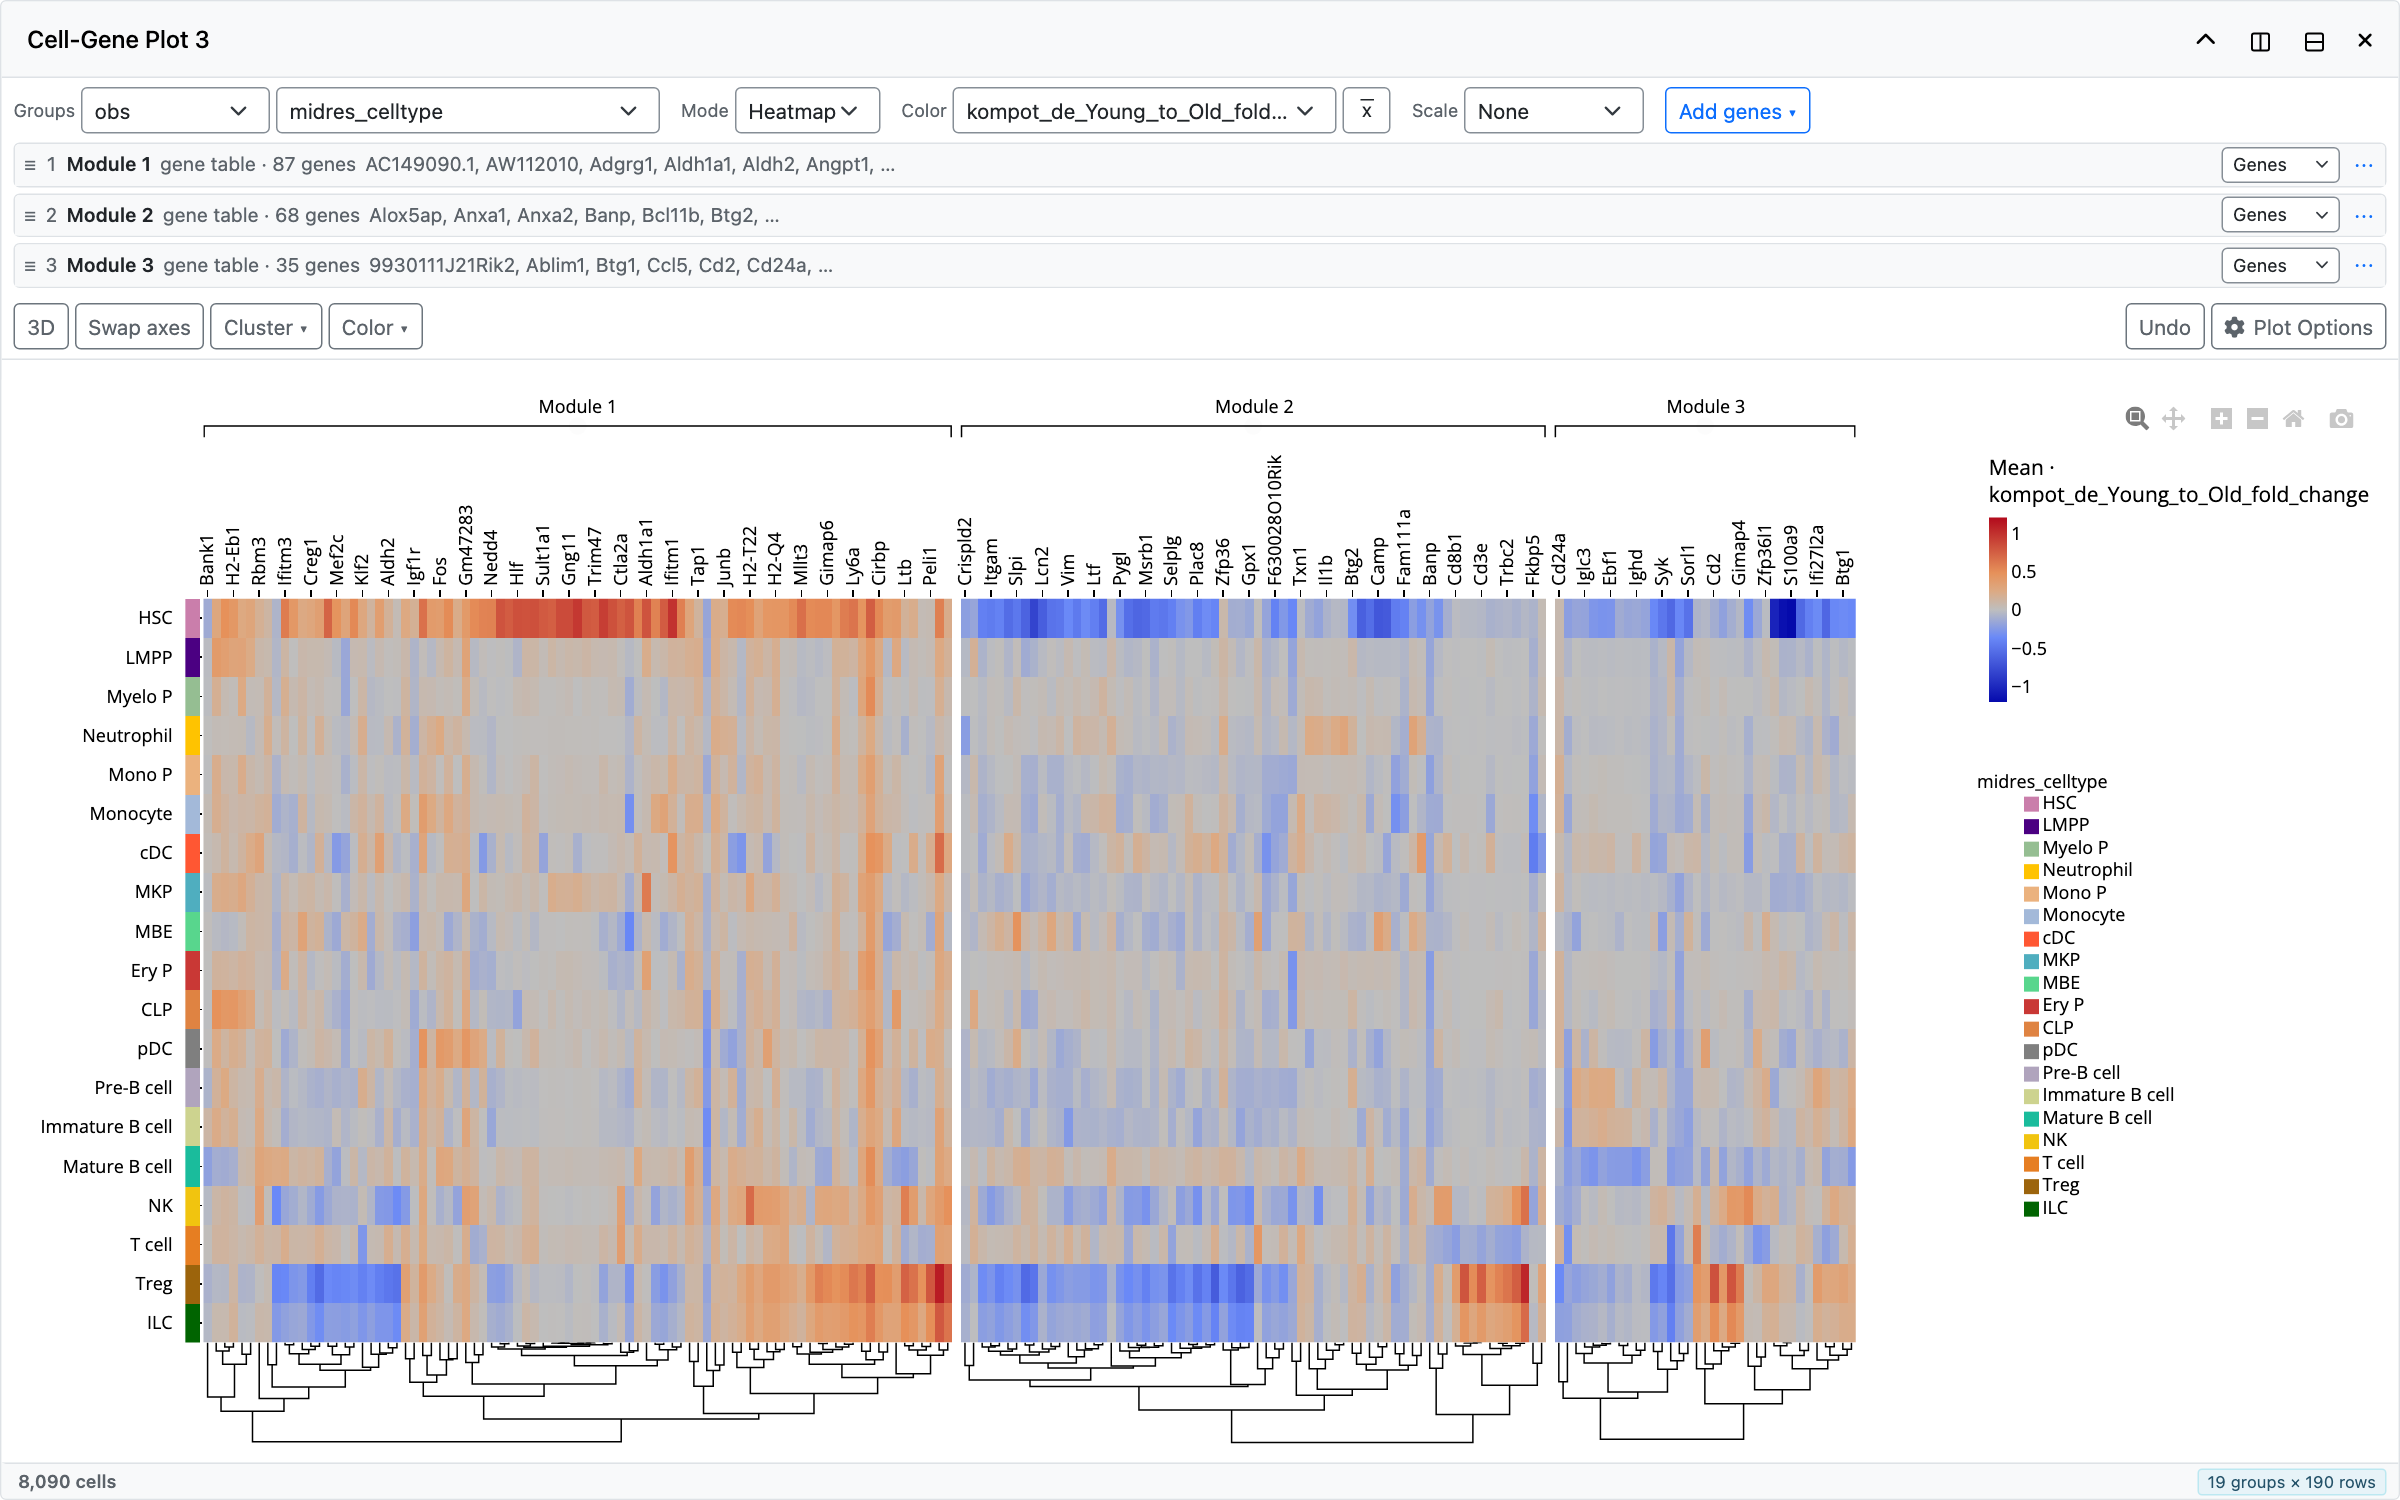 Cell-Gene Plot 3
Groups obs midres_celltype Mode Heatmap Color kompot_de_Young_to_Old_fold... x Scale None Add genes ▾
≡ 1 Module 1 gene table · 87 genes AC149090.1, AW112010, Adgrg1, Aldh1a1, Aldh2, Angpt1, ... Genes ...
≡ 2 Module 2 gene table · 68 genes Alox5ap, Anxa1, Anxa2, Banp, Bcl11b, Btg2, ... Genes ...
≡ 3 Module 3 gene table · 35 genes 9930111J21Rik2, Ablim1, Btg1, Ccl5, Cd2, Cd24a, ... Genes ...
3D Swap axes Cluster ▾ Color ▾ Undo Plot Options
Module 1 Module 2 Module 3
Bank1
H2-Eb1
Rbm3
Ifitm3
Creg1
Mef2c
Klf2
Aldh2
Igf1r
Fos
Gm47283
Nedd4
Hlf
Sult1a1
Gng11
Trim47
Ctla2a
Aldh1a1
Ifitm1
Tap1
Junb
H2-T22
H2-Q4
Mllt3
Gimap6
Ly6a
Cirbp
Ltb
Peli1
Crispld2
Itgam
Slpi
Lcn2
Vim
Ltf
Pygl
Msrb1
Selplg
Plac8
Zfp36
Gpx1
F630028O10Rik
Txn1
Il1b
Btg2
Camp
Fam111a
Banp
Cd8b1
Cd3e
Trbc2
Fkbp5
Cd24a
Iglc3
Ebf1
Ighd
Syk
Sorl1
Cd2
Gimap4
Zfp36l1
S100a9
Ifi27l2a
Btg1
HSC
LMPP
Myelo P
Neutrophil
Mono P
Monocyte
cDC
MKP
MBE
Ery P
CLP
pDC
Pre-B cell
Immature B cell
Mature B cell
NK
T cell
Treg
ILC
Mean ·
kompot_de_Young_to_Old_fold_change
1
0.5
0
−0.5
−1
midres_celltype
HSC
LMPP
Myelo P
Neutrophil
Mono P
Monocyte
cDC
MKP
MBE
Ery P
CLP
pDC
Pre-B cell
Immature B cell
Mature B cell
NK
T cell
Treg
ILC
8,090 cells 19 groups × 190 rows